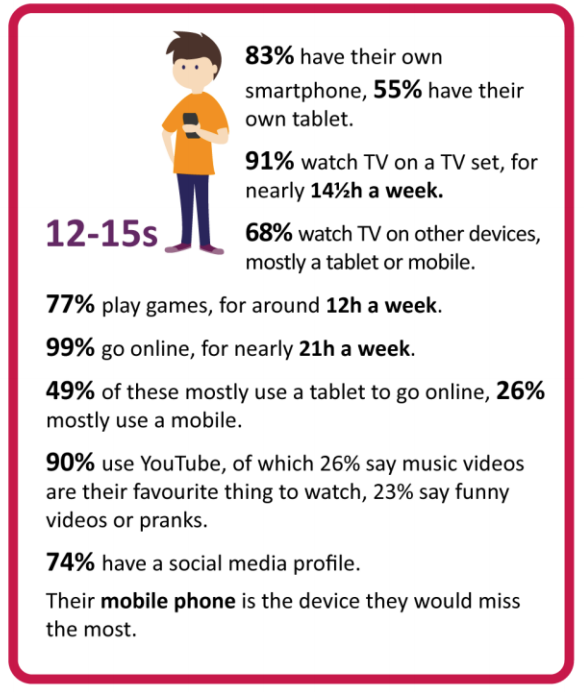 83% have their own
smartphone, 55% have their
own tablet.
91% watch TV on a TV set, for
nearly 14½h a week.
12-15s
68% watch TV on other devices,
mostly a tablet or mobile.
77% play games, for around 12h a week.
99% go online, for nearly 21h a week.
49% of these mostly use a tablet to go online, 26%
mostly use a mobile.
90% use YouTube, of which 26% say music videos
are their favourite thing to watch, 23% say funny
videos or pranks.
74% have a social media profile.
Their mobile phone is the device they would miss
the most.